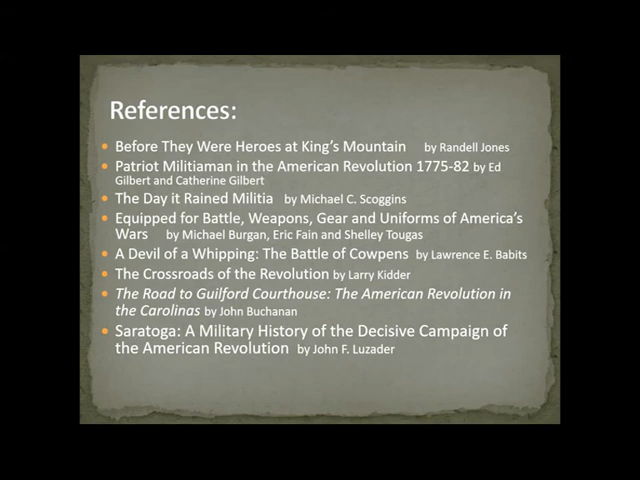 References:
Before They Were Heroes at King's Mountain by Randell Jones
Patriot Militiaman in the American Revolution 1775-82 by Ed
Gilbert and Catherine Gilbert
The Day it Rained Militia by Michael C. Scoggins
Equipped for Battle, Weapons, Gear and Uniforms of America's
Wars by Michael Burgan, Eric Fain and Shelley Tougas
A Devil of a Whipping: The Battle of Cowpens by Lawrence E. Babits
The Crossroads of the Revolution by Larry Kidder
The Road to Guilford Courthouse: The American Revolution in
the Carolinas by John Buchanan
Saratoga: A Military History of the Decisive Campaign of
the American Revolution by John F. Luzader